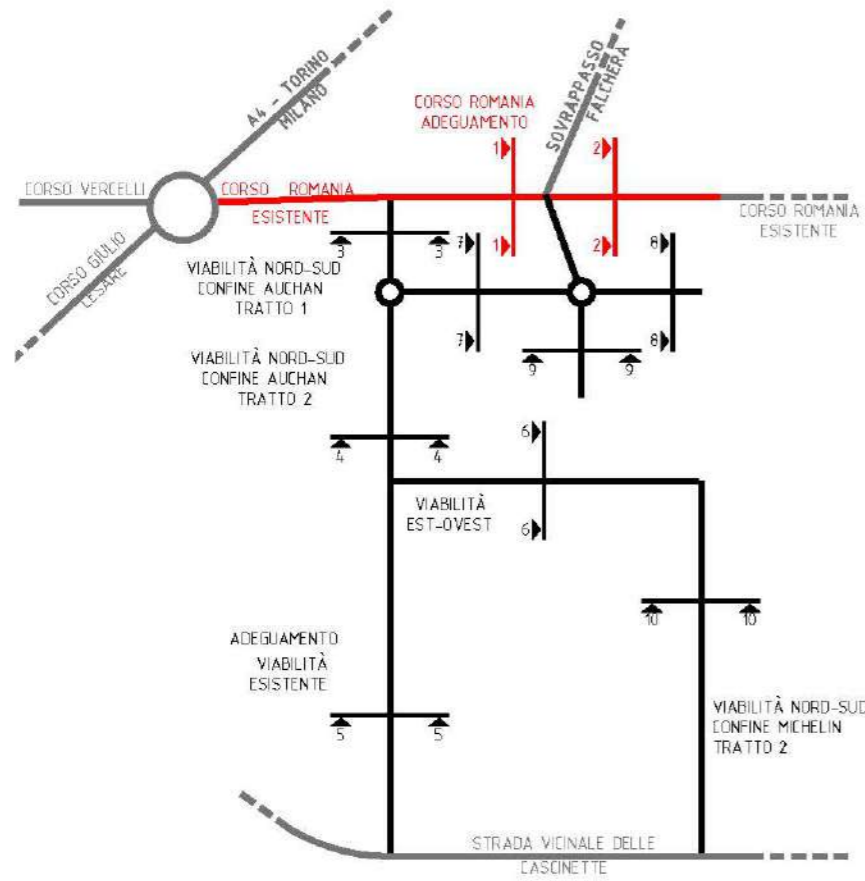 A4 - TORINO
MILANO
SOVRAPPASSO
FALCHERA
CORSO ROMANIA
ADEGUAMENTO
1
2
CORSO VERCELLI
CORSO ROMANIA
ESISTENTE
1
2
CORSO ROMANIA
ESISTENTE
CORSO GIULIO
CESARE
3
3
7
8
VIABILITÀ NORD-SUD
CONFINE AUCHAN
TRATTO 1
7
8
9
9
VIABILITÀ NORD-SUD
CONFINE AUCHAN
TRATTO 2
4
4
6
VIABILITÀ
EST-OVEST
6
10
10
ADEGUAMENTO
VIABILITÀ
ESISTENTE
5
5
VIABILITÀ NORD-SUD
CONFINE MICHELIN
TRATTO 2
STRADA VICINALE DELLE
CASCINETTE